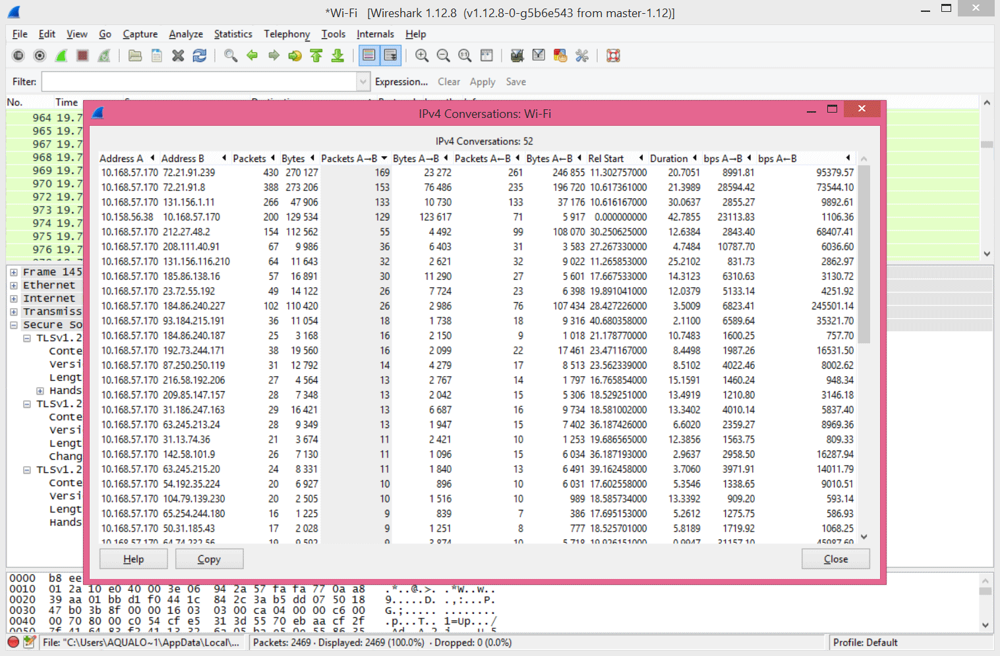 *Wi-Fi   [Wireshark 1.12.8  (v1.12.8-0-g5b6e543 from master-1.12)]
File Edit View Go Capture Analyze Statistics Telephony Tools Internals Help
Filter: Expression... Clear Apply Save
No. Time
964 19.7
965 19.7
967 19.7
968 19.7
969 19.7
970 19.7
972 19.7
973 19.7
974 19.7
975 19.7
976 19.7
Frame 145
Ethernet
Internet
Transmiss
Secure So
TLSv1.2
Conte
Versi
Lengt
Hands
TLSv1.2
Conte
Versi
Lengt
Chang
TLSv1.2
Conte
Versi
Lengt
Hands
IPv4 Conversations: Wi-Fi
IPv4 Conversations: 52
Address A Address B Packets Bytes Packets A→B Bytes A→B Packets A←B Bytes A←B Rel Start Duration bps A→B bps A←B
10.168.57.170 72.21.91.239 430 270 127 169 23 272 261 246 855 11.302757000 20.7051 8991.81 95379.57
10.168.57.170 72.21.91.8 388 273 206 153 76 486 235 196 720 10.617361000 21.3989 28594.42 73544.10
10.168.57.170 131.156.1.11 266 47 906 133 10 730 133 37 176 10.616167000 30.0637 2855.27 9892.61
10.158.56.38 10.168.57.170 200 129 534 129 123 617 71 5 917 0.000000000 42.7855 23113.83 1106.36
10.168.57.170 212.27.48.2 154 112 562 55 4 492 99 108 070 30.250625000 12.6384 2843.40 68407.41
10.168.57.170 208.111.40.91 67 9 986 36 6 403 31 3 583 27.267330000 4.7484 10787.70 6036.60
10.168.57.170 131.156.116.210 64 11 643 32 2 621 32 9 022 11.265853000 25.2102 831.73 2862.97
10.168.57.170 185.86.138.16 57 16 891 30 11 290 27 5 601 17.667533000 14.3123 6310.63 3130.72
10.168.57.170 23.72.55.192 49 14 122 26 7 724 23 6 398 19.891041000 12.0379 5133.14 4251.92
10.168.57.170 184.86.240.227 102 110 420 26 2 986 76 107 434 28.427226000 3.5009 6823.41 245501.14
10.168.57.170 93.184.215.191 36 11 054 18 1 738 18 9 316 40.680358000 2.1100 6589.64 35321.70
10.168.57.170 184.86.240.187 25 3 168 16 2 150 9 1 018 21.178770000 10.7483 1600.25 757.70
10.168.57.170 192.73.244.171 38 19 560 16 2 099 22 17 461 23.471167000 8.4498 1987.26 16531.50
10.168.57.170 87.250.250.119 31 12 792 14 4 279 17 8 513 23.562339000 8.5102 4022.46 8002.62
10.168.57.170 216.58.192.206 27 4 564 13 2 767 14 1 797 16.765854000 15.1591 1460.24 948.34
10.168.57.170 209.85.147.157 28 7 348 13 2 042 15 5 306 18.529251000 13.4919 1210.80 3146.18
10.168.57.170 31.186.247.163 29 16 421 13 6 687 16 9 734 18.581002000 13.3402 4010.14 5837.40
10.168.57.170 63.245.213.24 28 9 349 13 1 947 15 7 402 36.187426000 6.6020 2359.27 8969.36
10.168.57.170 31.13.74.36 21 3 674 11 2 421 10 1 253 19.686565000 12.3856 1563.75 809.33
10.168.57.170 142.58.101.9 26 7 130 11 1 096 15 6 034 36.187193000 2.9637 2958.50 16287.94
10.168.57.170 63.245.215.20 24 8 331 11 1 840 13 6 491 39.162458000 3.7060 3971.91 14011.79
10.168.57.170 54.192.35.224 20 6 927 10 896 10 6 031 17.602558000 5.3546 1338.65 9010.51
10.168.57.170 104.79.139.230 20 2 505 10 1 516 10 989 18.585734000 13.3392 909.20 593.14
10.168.57.170 65.254.244.180 16 1 225 9 839 7 386 17.695153000 5.2612 1275.75 586.93
10.168.57.170 50.31.185.43 17 2 028 9 1 251 8 777 18.525701000 5.8189 1719.92 1068.25
10.168.57.170 64.74.232.56 19 9 592 9 3 874 10 5 718 19.926151000 0.9947 31157.10 45987.69
Help Copy Close
0000 b8 ee
0010 01 2a 10 e0 40 00 3e 06 94 2a 57 fa fa 77 0a a8 .*..@.>. .*W..w..
0020 39 aa 01 bb d1 f0 44 1c 84 2c 3a b5 dd 07 50 18 9.....D. .,:...P.
0030 47 b0 3b 8f 00 00 16 03 03 00 ca 04 00 00 c6 00 G.;..... ........
0040 00 70 80 00 c0 54 cf e5 31 3d 55 70 eb aa cf 2f .p...T.. 1=Up.../
File: "C:\Users\AQUALO~1\AppData\Local\... Packets: 2469 · Displayed: 2469 (100.0%) · Dropped: 0 (0.0%) Profile: Default